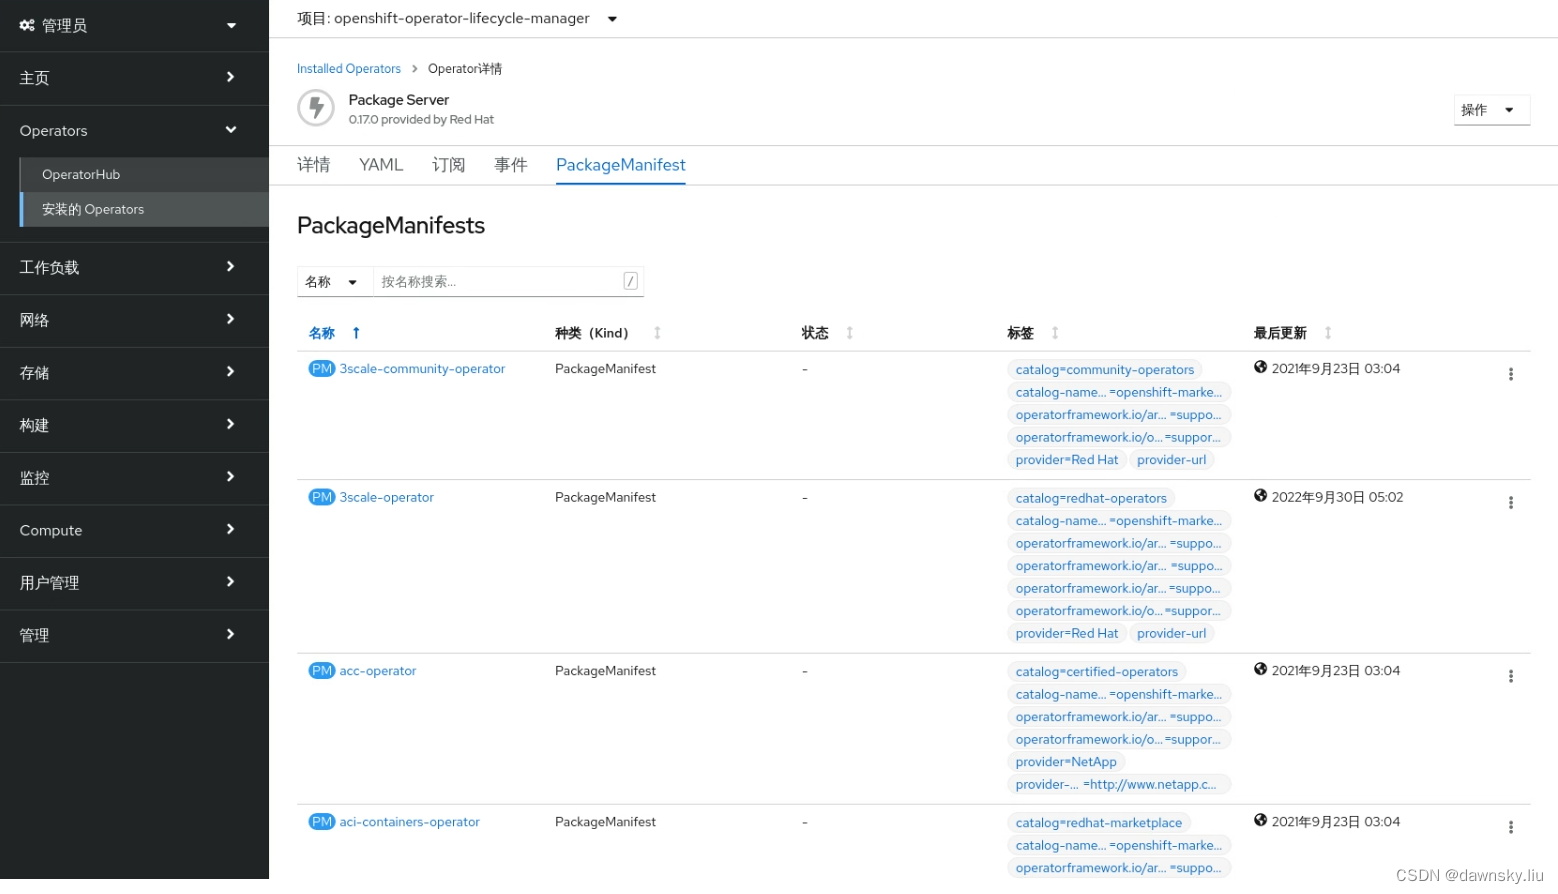 管理员
主页
Operators
OperatorHub
安装的 Operators
工作负载
网络
存储
构建
监控
Compute
用户管理
管理
项目: openshift-operator-lifecycle-manager
Installed Operators > Operator详情
Package Server
0.17.0 provided by Red Hat
操作
详情 YAML 订阅 事件 PackageManifest
PackageManifests
名称 按名称搜索... /
名称 种类（Kind） 状态 标签 最后更新
PM 3scale-community-operator PackageManifest - catalog=community-operators 2021年9月23日 03:04
catalog-name... =openshift-marke...
operatorframework.io/ar... =suppo...
operatorframework.io/o...=suppor...
provider=Red Hat provider-url
PM 3scale-operator PackageManifest - catalog=redhat-operators 2022年9月30日 05:02
catalog-name... =openshift-marke...
operatorframework.io/ar... =suppo...
operatorframework.io/ar... =suppo...
operatorframework.io/ar... =suppo...
operatorframework.io/o...=suppor...
provider=Red Hat provider-url
PM acc-operator PackageManifest - catalog=certified-operators 2021年9月23日 03:04
catalog-name... =openshift-marke...
operatorframework.io/ar... =suppo...
operatorframework.io/o...=suppor...
provider=NetApp
provider-... =http://www.netapp.c...
PM aci-containers-operator PackageManifest - catalog=redhat-marketplace 2021年9月23日 03:04
catalog-name... =openshift-marke...
operatorframework.io/ar... =suppo...
CSDN @dawnsky.liu